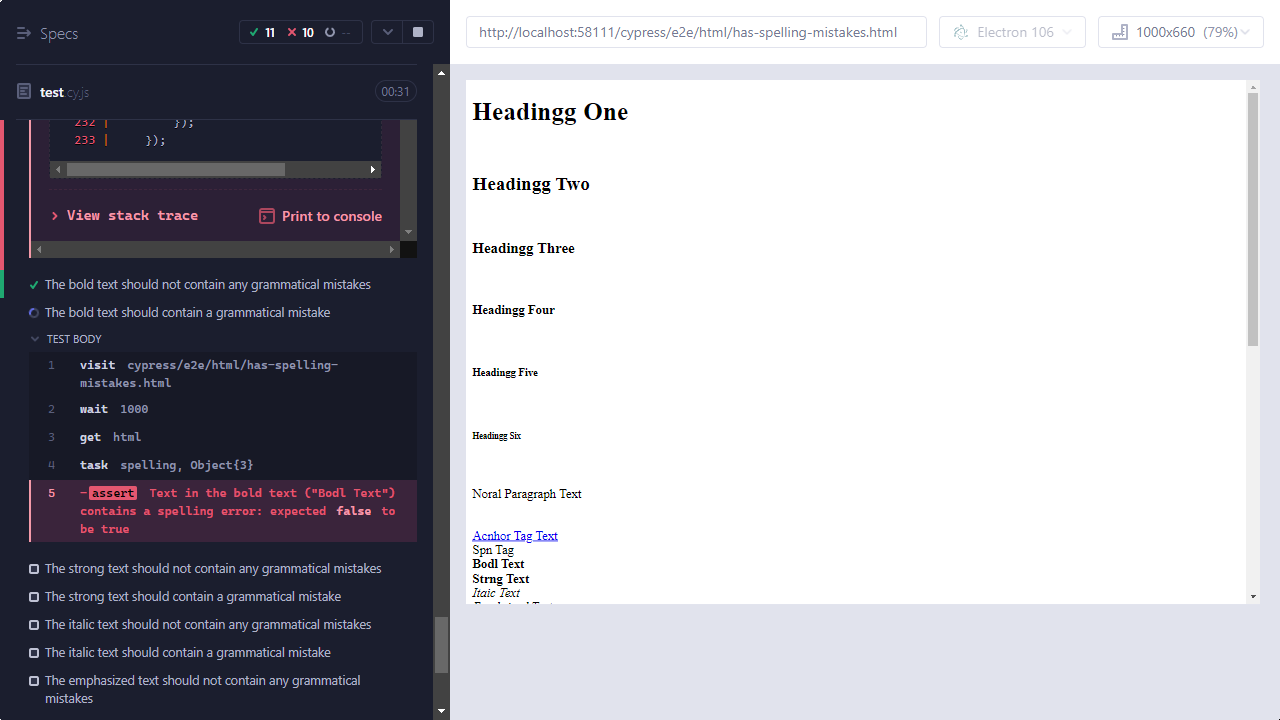 Specs
11 10 --
test cy.js
00:31
232 | });
233 | });
View stack trace
Print to console
The bold text should not contain any grammatical mistakes
The bold text should contain a grammatical mistake
TEST BODY
1 visit cypress/e2e/html/has-spelling-
mistakes.html
2 wait 1000
3 get html
4 task spelling, Object{3}
5 -assert Text in the bold text ("Bodl Text")
contains a spelling error: expected false to
be true
The strong text should not contain any grammatical mistakes
The strong text should contain a grammatical mistake
The italic text should not contain any grammatical mistakes
The italic text should contain a grammatical mistake
The emphasized text should not contain any grammatical
mistakes
http://localhost:58111/cypress/e2e/html/has-spelling-mistakes.html
Electron 106
1000x660 (79%)
Headingg One
Headingg Two
Headingg Three
Headingg Four
Headingg Five
Headingg Six
Noral Paragraph Text
Acnhor Tag Text
Spn Tag
Bodl Text
Strng Text
Itaic Text